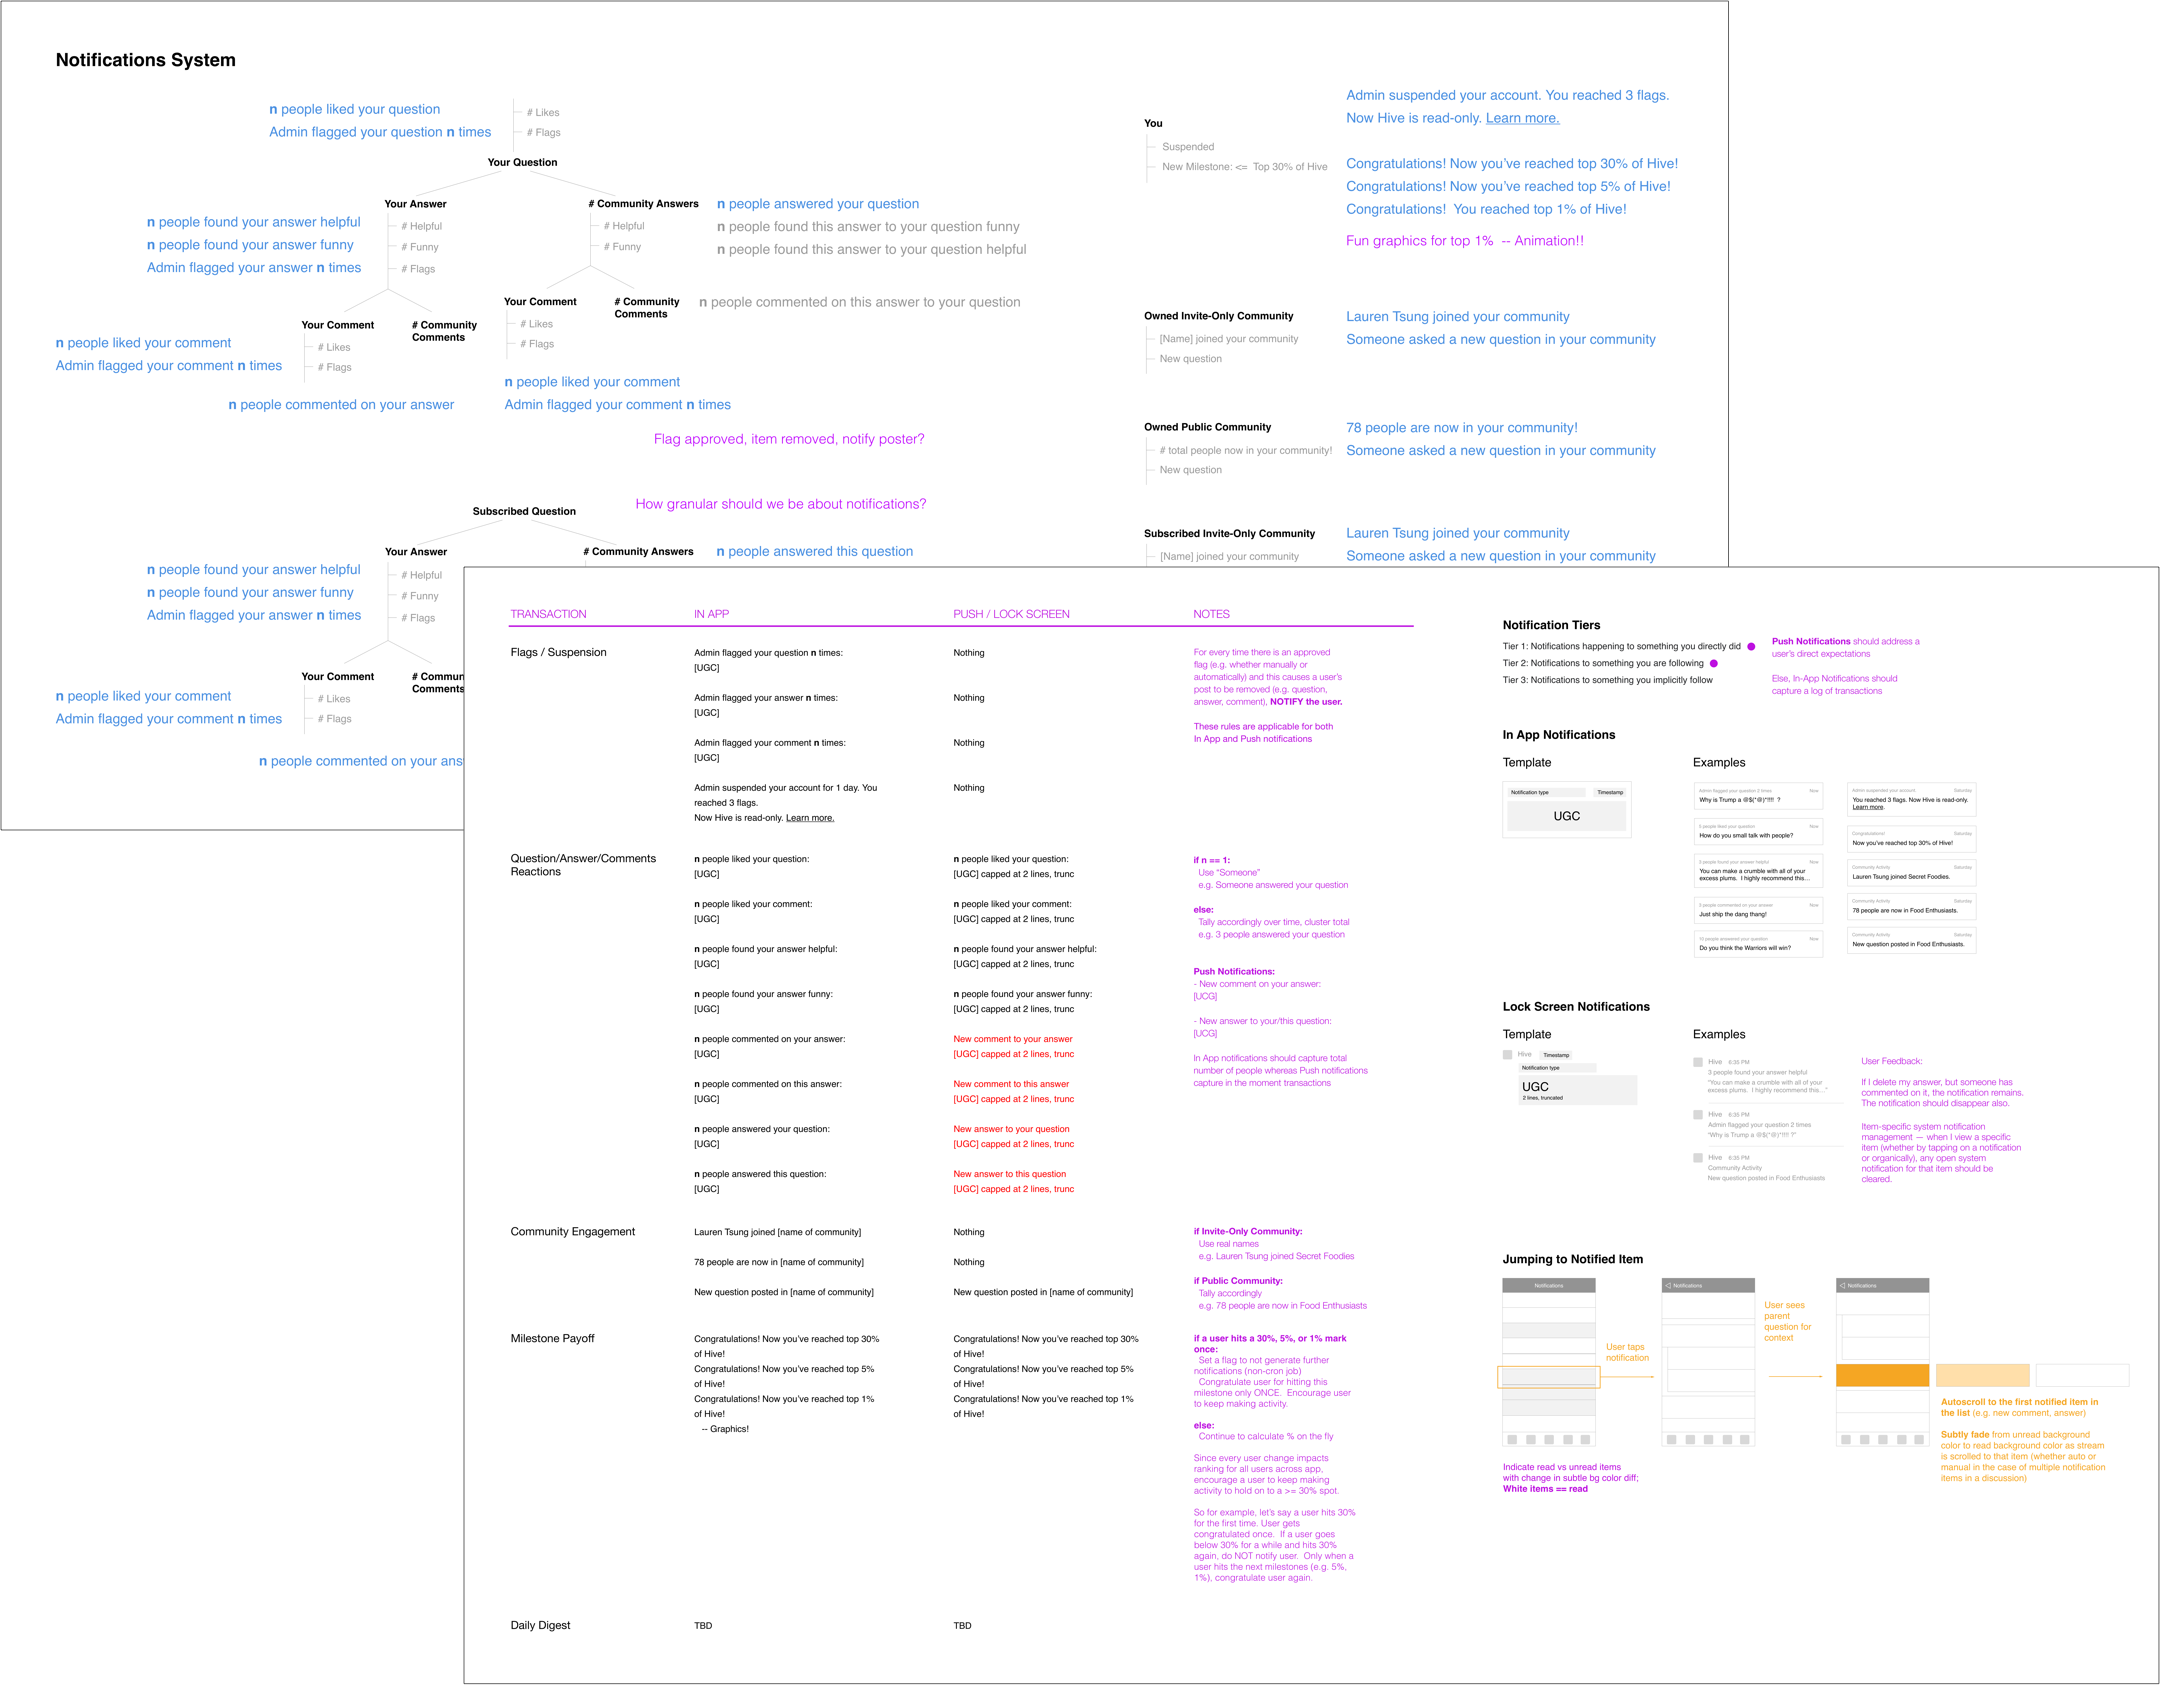 Notifications System
n people liked your question
Admin flagged your question n times
# Likes
# Flags
Your Question
Your Answer
# Helpful
# Funny
# Flags
n people found your answer helpful
n people found your answer funny
Admin flagged your answer n times
# Community Answers
# Helpful
# Funny
n people answered your question
n people found this answer to your question funny
n people found this answer to your question helpful
Your Comment
# Likes
# Flags
# Community
Comments
n people liked your comment
Admin flagged your comment n times
n people commented on your answer
Your Comment
# Likes
# Flags
# Community
Comments
n people commented on this answer to your question
n people liked your comment
Admin flagged your comment n times
Flag approved, item removed, notify poster?
How granular should we be about notifications?
Subscribed Question
Your Answer
# Helpful
# Funny
# Flags
n people found your answer helpful
n people found your answer funny
Admin flagged your answer n times
# Community Answers
n people answered this question
Your Comment
# Likes
# Flags
# Commun
Comments
n people liked your comment
Admin flagged your comment n times
n people commented on your ans
You
Suspended
New Milestone: <= Top 30% of Hive
Admin suspended your account. You reached 3 flags.
Now Hive is read-only. Learn more.
Congratulations! Now you've reached top 30% of Hive!
Congratulations! Now you've reached top 5% of Hive!
Congratulations! You reached top 1% of Hive!
Fun graphics for top 1% -- Animation!!
Owned Invite-Only Community
[Name] joined your community
New question
Lauren Tsung joined your community
Someone asked a new question in your community
Owned Public Community
# total people now in your community!
New question
78 people are now in your community!
Someone asked a new question in your community
Subscribed Invite-Only Community
[Name] joined your community
Lauren Tsung joined your community
Someone asked a new question in your community
TRANSACTION
IN APP
PUSH / LOCK SCREEN
NOTES
Flags / Suspension
Admin flagged your question n times:
[UGC]
Nothing
Admin flagged your answer n times:
[UGC]
Nothing
Admin flagged your comment n times:
[UGC]
Nothing
Admin suspended your account for 1 day. You
reached 3 flags.
Now Hive is read-only. Learn more.
Nothing
For every time there is an approved
flag (e.g. whether manually or
automatically) and this causes a user's
post to be removed (e.g. question,
answer, comment), NOTIFY the user.
These rules are applicable for both
In App and Push notifications
Question/Answer/Comments
Reactions
n people liked your question:
[UGC]
n people liked your question:
[UGC] capped at 2 lines, trunc
n people liked your comment:
[UGC]
n people liked your comment:
[UGC] capped at 2 lines, trunc
n people found your answer helpful:
[UGC]
n people found your answer helpful:
[UGC] capped at 2 lines, trunc
n people found your answer funny:
[UGC]
n people found your answer funny:
[UGC] capped at 2 lines, trunc
n people commented on your answer:
[UGC]
New comment to your answer
[UGC] capped at 2 lines, trunc
n people commented on this answer:
[UGC]
New comment to this answer
[UGC] capped at 2 lines, trunc
n people answered your question:
[UGC]
New answer to your question
[UGC] capped at 2 lines, trunc
n people answered this question:
[UGC]
New answer to this question
[UGC] capped at 2 lines, trunc
if n == 1:
Use "Someone"
e.g. Someone answered your question
else:
Tally accordingly over time, cluster total
e.g. 3 people answered your question
Push Notifications:
- New comment on your answer:
[UCG]
- New answer to your/this question:
[UCG]
In App notifications should capture total
number of people whereas Push notifications
capture in the moment transactions
Community Engagement
Lauren Tsung joined [name of community]
Nothing
78 people are now in [name of community]
Nothing
New question posted in [name of community]
New question posted in [name of community]
if Invite-Only Community:
Use real names
e.g. Lauren Tsung joined Secret Foodies
if Public Community:
Tally accordingly
e.g. 78 people are now in Food Enthusiasts
Milestone Payoff
Congratulations! Now you've reached top 30%
of Hive!
Congratulations! Now you've reached top 5%
of Hive!
Congratulations! Now you've reached top 1%
of Hive!
-- Graphics!
Congratulations! Now you've reached top 30%
of Hive!
Congratulations! Now you've reached top 5%
of Hive!
Congratulations! Now you've reached top 1%
of Hive!
if a user hits a 30%, 5%, or 1% mark
once:
Set a flag to not generate further
notifications (non-cron job)
Congratulate user for hitting this
milestone only ONCE. Encourage user
to keep making activity.
else:
Continue to calculate % on the fly
Since every user change impacts
ranking for all users across app,
encourage a user to keep making
activity to hold on to a >= 30% spot.
So for example, let's say a user hits 30%
for the first time. User gets
congratulated once. If a user goes
below 30% for a while and hits 30%
again; do NOT notify user. Only when a
user hits the next milestones (e.g. 5%,
1%), congratulate user again.
Daily Digest
TBD
TBD
Notification Tiers
Tier 1: Notifications happening to something you directly did
Tier 2: Notifications to something you are following
Tier 3: Notifications to something you implicitly follow
Push Notifications should address a
user's direct expectations
Else, In-App Notifications should
capture a log of transactions
In App Notifications
Template
Notification type
Timestamp
UGC
Examples
Admin flagged your question 2 times
Now
Why is Trump a @$(*@)*!!!! ?
5 people liked your question
Now
How do you small talk with people?
3 people found your answer helpful
Now
You can make a crumble with all of your
excess plums. I highly recommend this...
3 people commented on your answer
Now
Just ship the dang thang!
10 people answered your question
Now
Do you think the Warriors will win?
Admin suspended your account.
Saturday
You reached 3 flags. Now Hive is read-only.
Learn more.
Congratulations!
Saturday
Now you've reached top 30% of Hive!
Community Activity
Saturday
Lauren Tsung joined Secret Foodies.
Community Activity
Saturday
78 people are now in Food Enthusiasts.
Community Activity
Saturday
New question posted in Food Enthusiasts.
Lock Screen Notifications
Template
Hive
Timestamp
Notification type
UGC
2 lines, truncated
Examples
Hive 6:35 PM
3 people found your answer helpful
"You can make a crumble with all of your
excess plums. I highly recommend this..."
Hive 6:35 PM
Admin flagged your question 2 times
"Why is Trump a @$(*@)*!!!! ?"
Hive 6:35 PM
Community Activity
New question posted in Food Enthusiasts
User Feedback:
If I delete my answer, but someone has
commented on it, the notification remains.
The notification should disappear also.
Item-specific system notification
management — when I view a specific
item (whether by tapping on a notification
or organically), any open system
notification for that item should be
cleared.
Jumping to Notified Item
Notifications
User taps
notification
Notifications
User sees
parent
question for
context
Notifications
Autoscroll to the first notified item in
the list (e.g. new comment, answer)
Subtly fade from unread background
color to read background color as stream
is scrolled to that item (whether auto or
manual in the case of multiple notification
items in a discussion)
Indicate read vs unread items
with change in subtle bg color diff;
White items == read